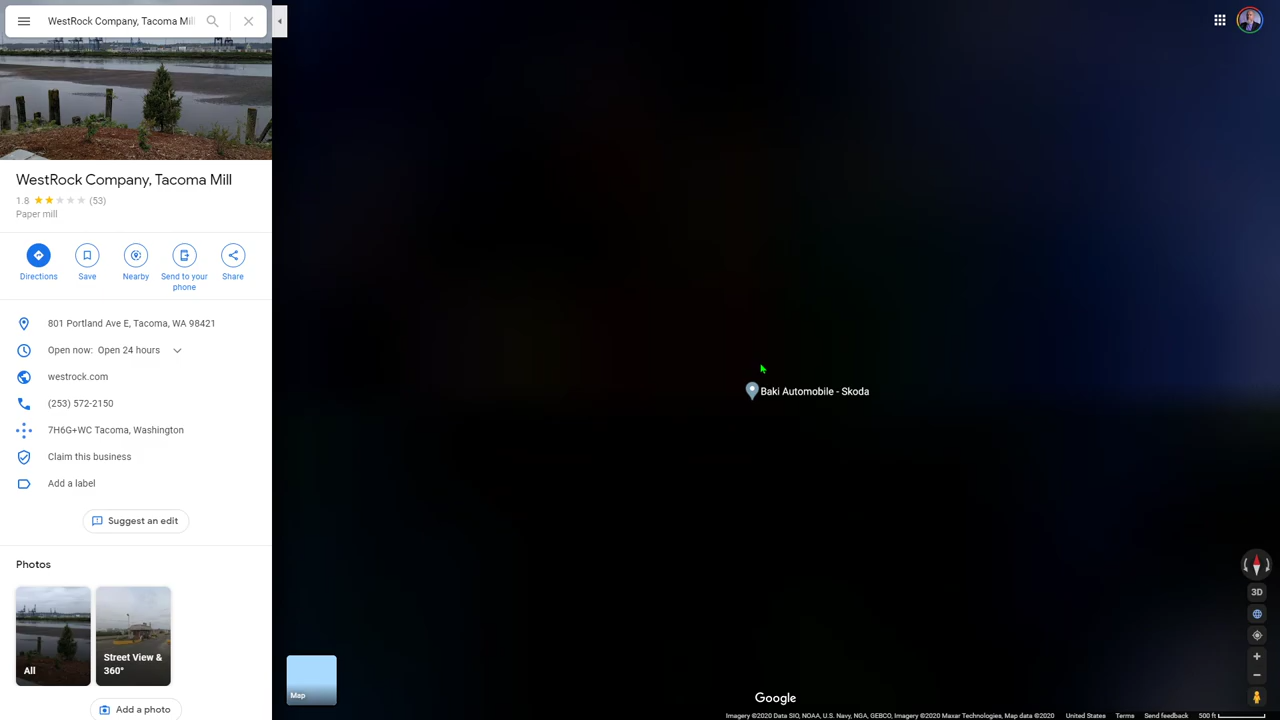 WestRock Company, Tacoma Mil
WestRock Company, Tacoma Mill
1.8 (53)
Paper mill
Directions
Save
Nearby
Send to your
phone
Share
801 Portland Ave E, Tacoma, WA 98421
Open now: Open 24 hours
westrock.com
(253) 572-2150
7H6G+WC Tacoma, Washington
Claim this business
Add a label
Suggest an edit
Photos
All
Street View &
360°
Add a photo
Baki Automobile - Skoda
3D
Map
Google
Imagery ©2020 Data SIO, NOAA, U.S. Navy, NGA, GEBCO, Imagery ©2020 Maxar Technologies, Map data ©2020 United States Terms Send feedback 500 ft